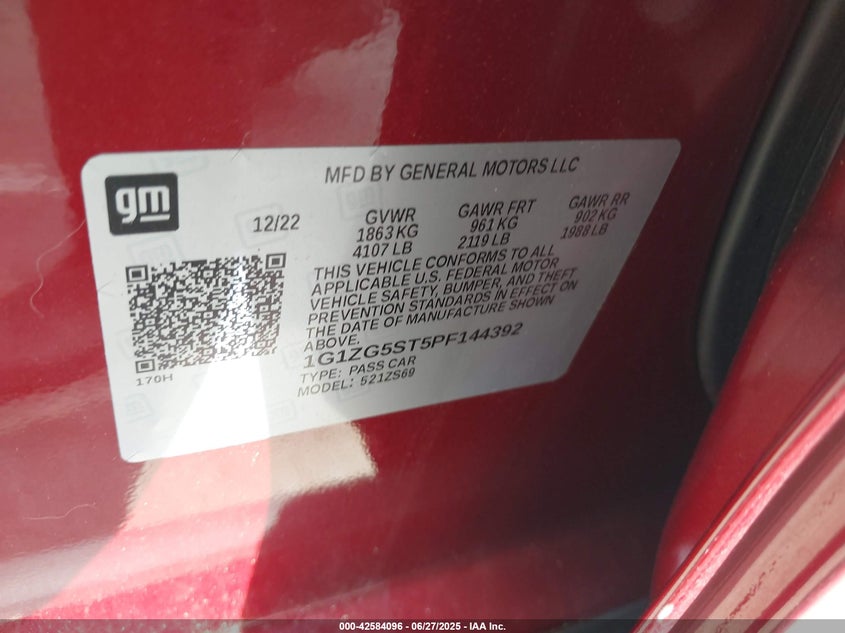 MFD BY GENERAL MOTORS LLC
gm
12/22 GVWR GAWR FRT GAWR RR
1863 KG 961 KG 902 KG
4107 LB 2119 LB 1988 LB
THIS VEHICLE CONFORMS TO ALL
APPLICABLE U.S. FEDERAL MOTOR
VEHICLE SAFETY, BUMPER, AND THEFT
PREVENTION STANDARDS IN EFFECT ON
THE DATE OF MANUFACTURE SHOWN
ABOVE.
1G1ZG5ST5PF144392
170H
TYPE: PASS CAR
MODEL: 521ZS69
000-42584096 - 06/27/2025 - IAA Inc.